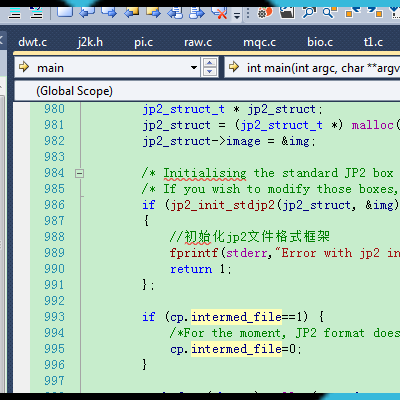 dwt.c j2k.h pi.c raw.c mqc.c bio.c t1.c
main int main(int argc, char **argv
(Global Scope)
980 jp2_struct_t * jp2_struct;
981 jp2_struct = (jp2_struct_t *) malloc(
982 jp2_struct->image = &img;
983
984 /* Initialising the standard JP2 box
985 /* If you wish to modify those boxes,
986 if (jp2_init_stdjp2(jp2_struct, &img)
987 {
988 //初始化jp2文件格式框架
989 fprintf(stderr,"Error with jp2 in
990 return 1;
991 };
992
993 if (cp.intermed_file==1) {
994 /*For the moment, JP2 format does
995 cp.intermed_file=0;
996 }